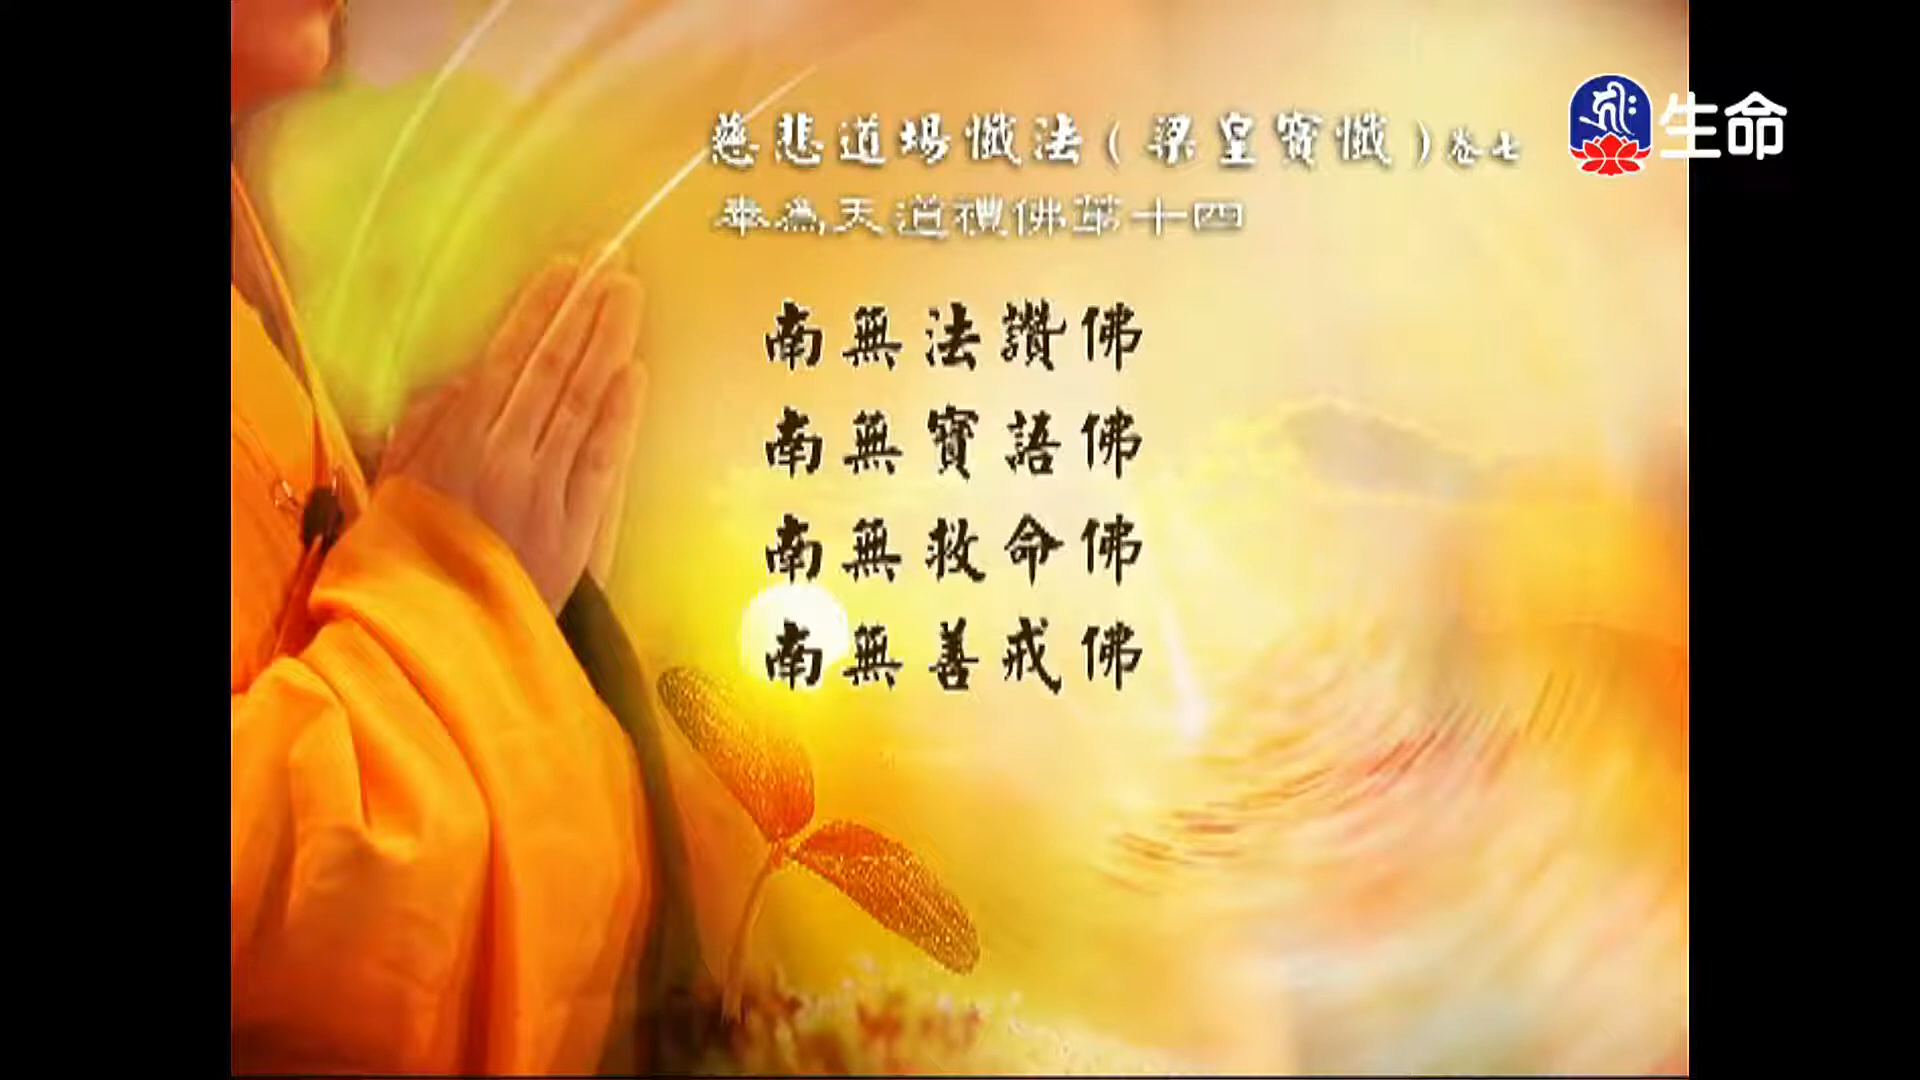 慈悲道場懺法(梁皇寶懺)卷七
生命
奉為天道禮佛第十四
南無法讚佛
南無寶語佛
南無救命佛
南無善戒佛